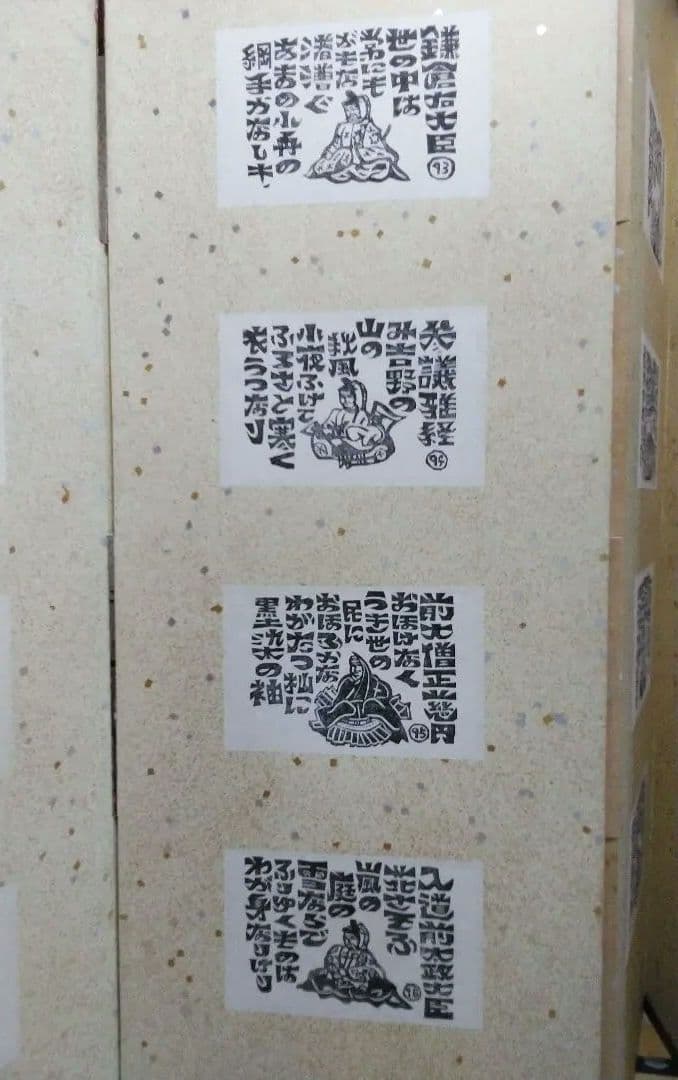 鎌倉右大臣
93
世の中は
常にも
がもな
渚漕ぐ
あまの小舟の
綱手かなしも
参議雅経
94
み吉野の
山の
秋風
小夜ふけて
ふるさと寒く
衣うつなり
前大僧正慈円
95
おほけなく
うき世の
民に
おほふかな
わがたつ杣に
墨染の袖
入道前太政大臣
96
花さそふ
嵐の
庭の
雪ならで
ふりゆくものは
わが身なりけり